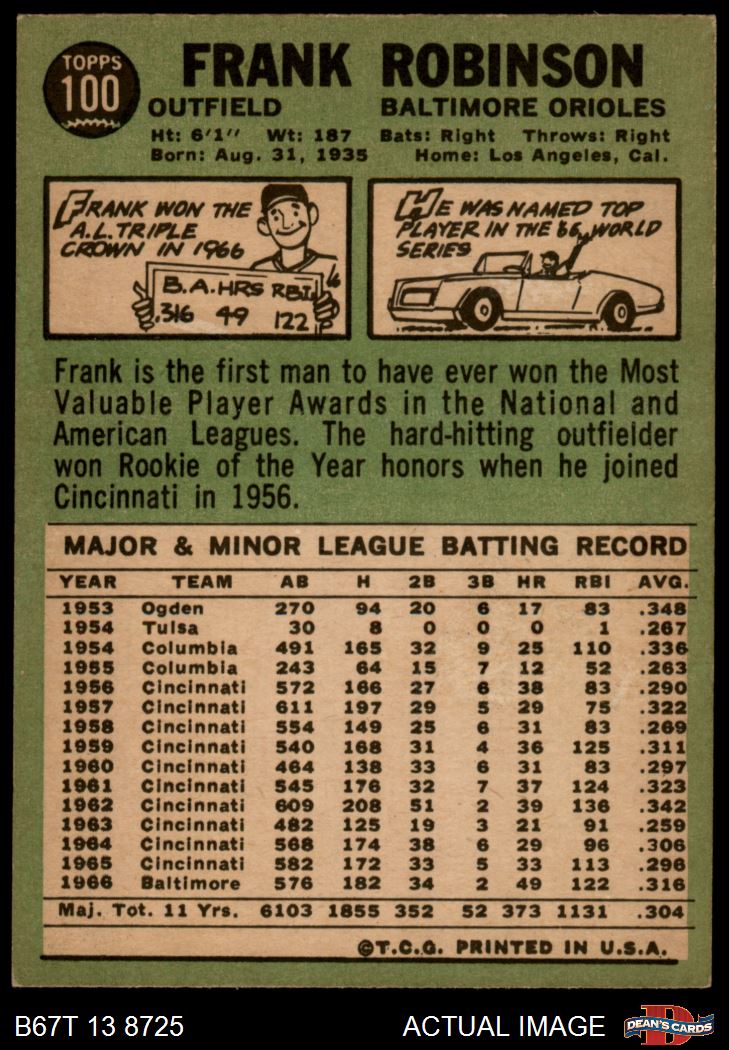 TOPPS
100
FRANK ROBINSON
OUTFIELD BALTIMORE ORIOLES
Ht: 6'1" Wt: 187 Bats: Right Throws: Right
Born: Aug. 31, 1935 Home: Los Angeles, Cal.
FRANK WON THE
A.L. TRIPLE
CROWN IN 1966
B.A. HRS RBI
.316 49 122
HE WAS NAMED TOP
PLAYER IN THE '66 WORLD
SERIES
Frank is the first man to have ever won the Most
Valuable Player Awards in the National and
American Leagues. The hard-hitting outfielder
won Rookie of the Year honors when he joined
Cincinnati in 1956.
MAJOR & MINOR LEAGUE BATTING RECORD
YEAR TEAM AB H 2B 3B HR RBI AVG.
1953 Ogden 270 94 20 6 17 83 .348
1954 Tulsa 30 8 0 0 0 1 .267
1954 Columbia 491 165 32 9 25 110 .336
1955 Columbia 243 64 15 7 12 52 .263
1956 Cincinnati 572 166 27 6 38 83 .290
1957 Cincinnati 611 197 29 5 29 75 .322
1958 Cincinnati 554 149 25 6 31 83 .269
1959 Cincinnati 540 168 31 4 36 125 .311
1960 Cincinnati 464 138 33 6 31 83 .297
1961 Cincinnati 545 176 32 7 37 124 .323
1962 Cincinnati 609 208 51 2 39 136 .342
1963 Cincinnati 482 125 19 3 21 91 .259
1964 Cincinnati 568 174 38 6 29 96 .306
1965 Cincinnati 582 172 33 5 33 113 .296
1966 Baltimore 576 182 34 2 49 122 .316
Maj. Tot. 11 Yrs. 6103 1855 352 52 373 1131 .304
©T.C.G. PRINTED IN U.S.A.
B67T 13 8725 ACTUAL IMAGE
DEAN'S CARDS